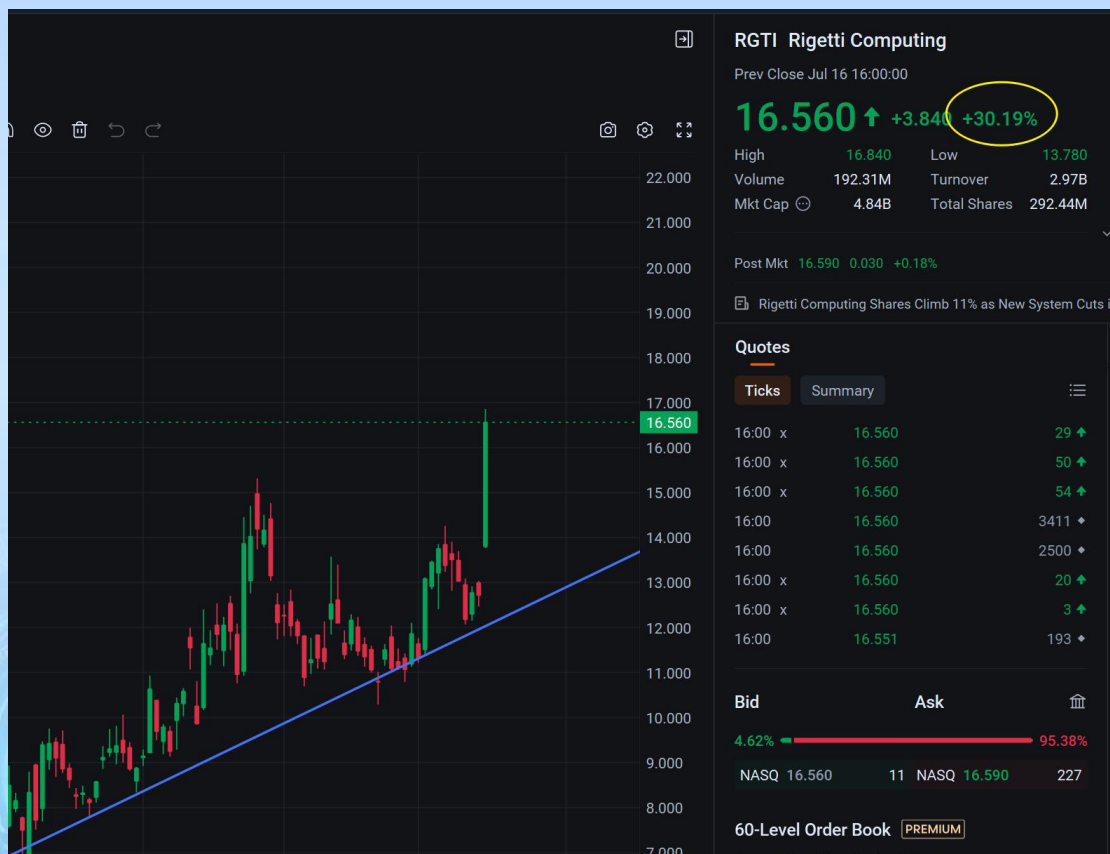 RGTI Rigetti Computing
Prev Close Jul 16 16:00:00
16.560 +3.840 +30.19%
High 16.840 Low 13.780
Volume 192.31M Turnover 2.97B
Mkt Cap 4.84B Total Shares 292.44M
Post Mkt 16.590 0.030 +0.18%
Rigetti Computing Shares Climb 11% as New System Cuts
22.000
21.000
20.000
19.000
18.000
17.000
16.560
16.000
15.000
14.000
13.000
12.000
11.000
10.000
9.000
8.000
7.000
Quotes
Ticks Summary
16:00 x 16.560 29
16:00 x 16.560 50
16:00 x 16.560 54
16:00 16.560 3411
16:00 16.560 2500
16:00 x 16.560 20
16:00 x 16.560 3
16:00 16.551 193
Bid Ask
4.62% 95.38%
NASQ 16.560 11 NASQ 16.590 227
60-Level Order Book PREMIUM